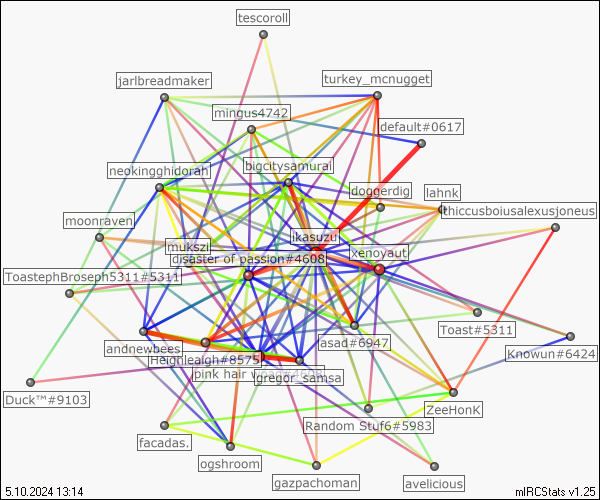 tescoroll
jarlbreadmaker
turkey_mcnugget
mingus4742
default#0617
neokingghidorah
bigcitysamurai
doggerdig
lahnk
thiccusboiusalexusjoneus
moonraven
ikasuzu
mukszi
xenoyaut
disaster of passion#4608
ToastephBroseph5311#5311
Toast#5311
andnewbees
Heighleaigh#8575
asad#6947
Knowun#6424
pink hair
gregor_samsa
Duck™#9103
ZeeHonK
Random Stuf6#5983
facadas.
ogshroom
gazpachoman
avelicious
5.10.2024 13:14
mIRCStats v1.25